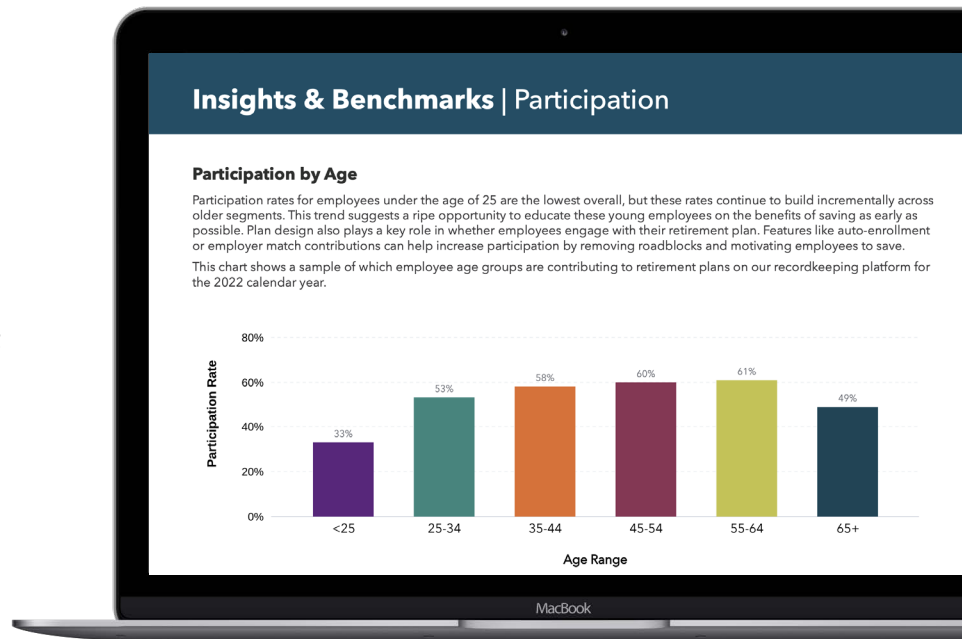 Insights & Benchmarks | Participation
Participation by Age
Participation rates for employees under the age of 25 are the lowest overall, but these rates continue to build incrementally across
older segments. This trend suggests a ripe opportunity to educate these young employees on the benefits of saving as early as
possible. Plan design also plays a key role in whether employees engage with their retirement plan. Features like auto-enrollment
or employer match contributions can help increase participation by removing roadblocks and motivating employees to save.
This chart shows a sample of which employee age groups are contributing to retirement plans on our recordkeeping platform for
the 2022 calendar year.
Participation Rate
80%
60%
40%
20%
0%
33%
53%
58%
60%
61%
49%
<25
25-34
35-44
45-54
55-64
65+
Age Range
MacBook